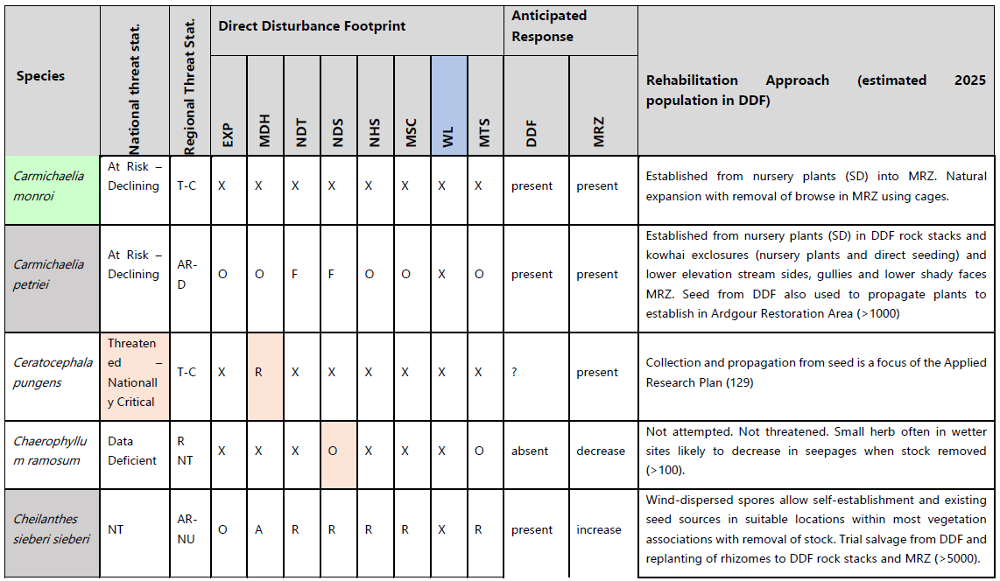 Species
National threat stat.
Regional Threat Stat.
Direct Disturbance Footprint
Anticipated
Response
Rehabilitation Approach (estimated 2025
population in DDF)
EXP
MDH
NDT
NDS
NHS
MSC
WL
MTS
DDF
MRZ
Carmichaelia
monroi
At Risk –
Declining
T-C
X
X
X
X
X
X
X
X
present
present
Established from nursery plants (SD) into MRZ. Natural
expansion with removal of browse in MRZ using cages.
Carmichaelia
petriei
At Risk –
Declining
AR-
D
O
O
F
F
O
O
X
O
present
present
Established from nursery plants (SD) in DDF rock stacks and
kowhai exclosures (nursery plants and direct seeding) and
lower elevation stream sides, gullies and lower shady faces
MRZ. Seed from DDF also used to propagate plants to
establish in Ardgour Restoration Area (>1000)
Ceratocephala
pungens
Threaten
ed –
Nationall
y Critical
T-C
X
R
X
X
X
X
X
X
?
present
Collection and propagation from seed is a focus of the Applied
Research Plan (129)
Chaerophyllu
m ramosum
Data
Deficient
R
NT
X
X
X
O
X
X
X
O
absent
decrease
Not attempted. Not threatened. Small herb often in wetter
sites likely to decrease in seepages when stock removed
(>100).
Cheilanthes
sieberi sieberi
NT
AR-
NU
O
A
R
R
R
R
X
R
present
increase
Wind-dispersed spores allow self-establishment and existing
seed sources in suitable locations within most vegetation
associations with removal of stock. Trial salvage from DDF and
replanting of rhizomes to DDF rock stacks and MRZ (>5000).